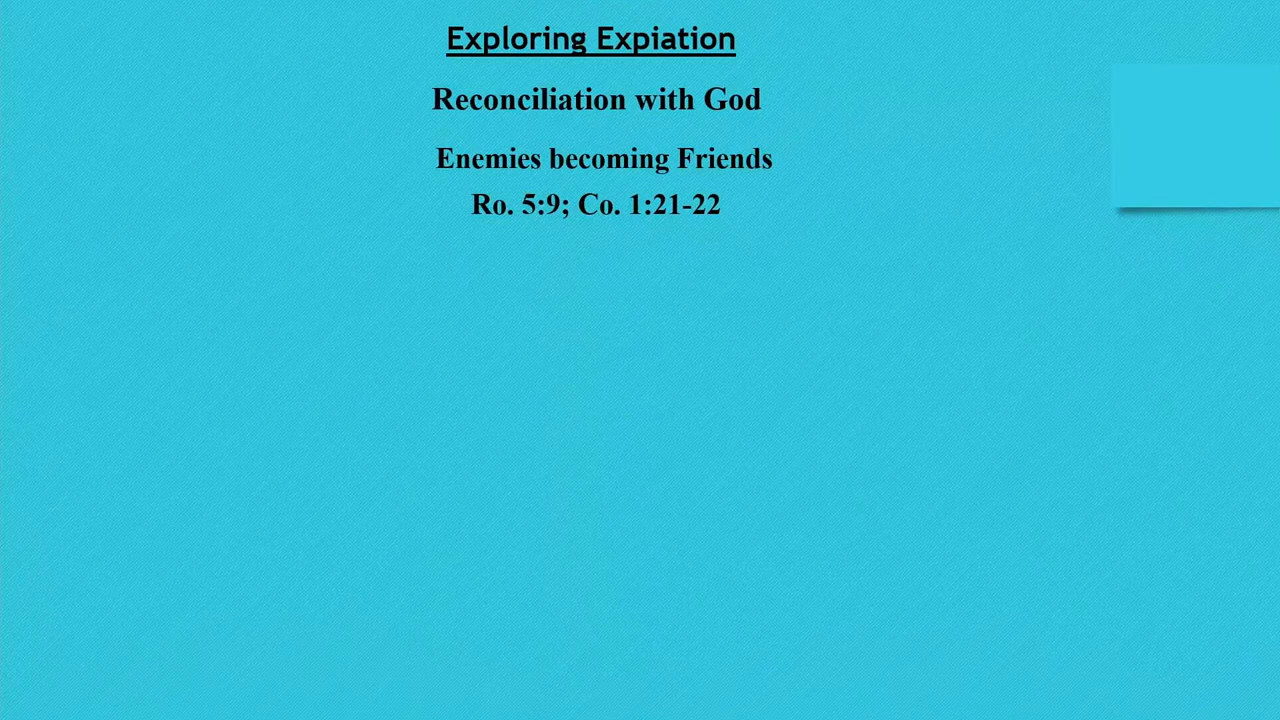 Exploring Expiation
Reconciliation with God
Enemies becoming Friends
Ro. 5:9; Co. 1:21-22